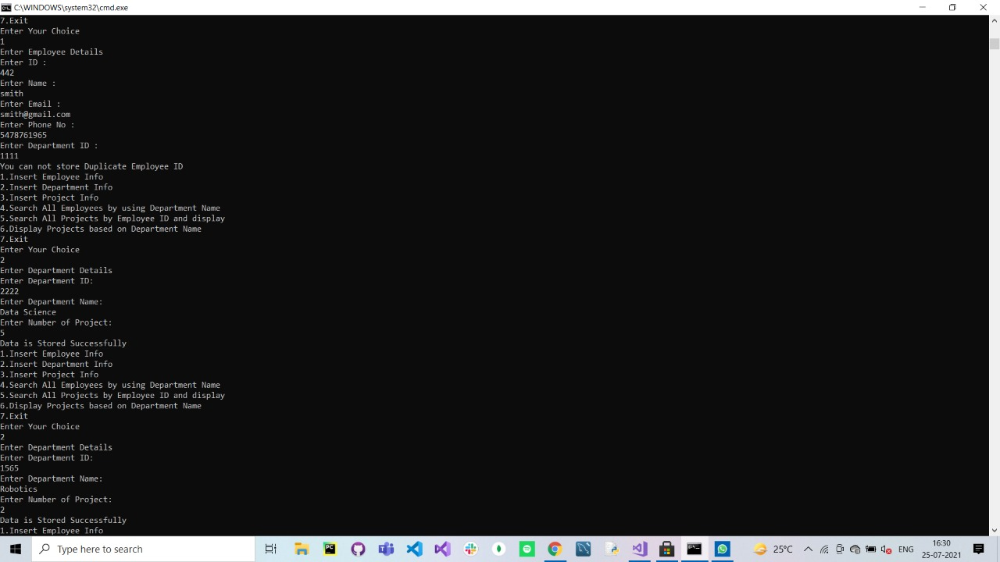 C:\WINDOWS\system32\cmd.exe
7.Exit
Enter Your Choice
1
Enter Employee Details
Enter ID :
442
Enter Name :
smith
Enter Email :
smith@gmail.com
Enter Phone No :
5478761965
Enter Department ID :
1111
You can not store Duplicate Employee ID
1.Insert Employee Info
2.Insert Department Info
3.Insert Project Info
4.Search All Employees by using Department Name
5.Search All Projects by Employee ID and display
6.Display Projects based on Department Name
7.Exit
Enter Your Choice
2
Enter Department Details
Enter Department ID:
2222
Enter Department Name:
Data Science
Enter Number of Project:
5
Data is Stored Successfully
1.Insert Employee Info
2.Insert Department Info
3.Insert Project Info
4.Search All Employees by using Department Name
5.Search All Projects by Employee ID and display
6.Display Projects based on Department Name
7.Exit
Enter Your Choice
2
Enter Department Details
Enter Department ID:
1565
Enter Department Name:
Robotics
Enter Number of Project:
2
Data is Stored Successfully
1.Insert Employee Info
Type here to search
PC
25°C
ENG
16:30
25-07-2021